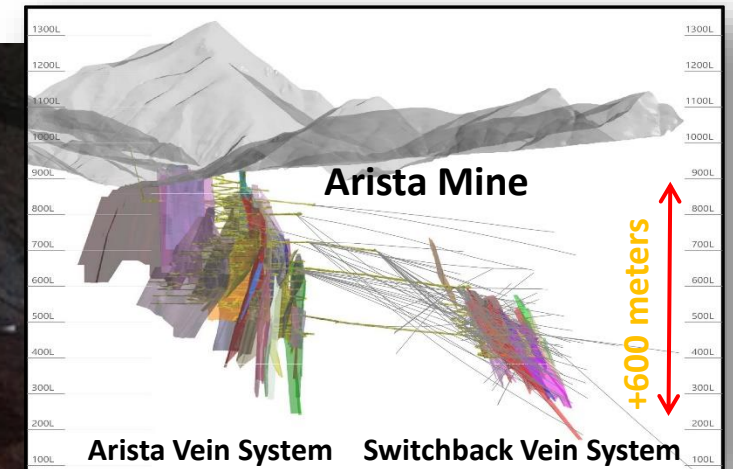 1300L 1300L
1200L 1200L
1100L 1100L
1000L 1000L
900L 900L
Arista Mine
800L 800L
700L 700L
600L 600L
500L 500L
400L 400L
300L 300L
200L 200L
100L 100L
+600 meters
Arista Vein System Switchback Vein System